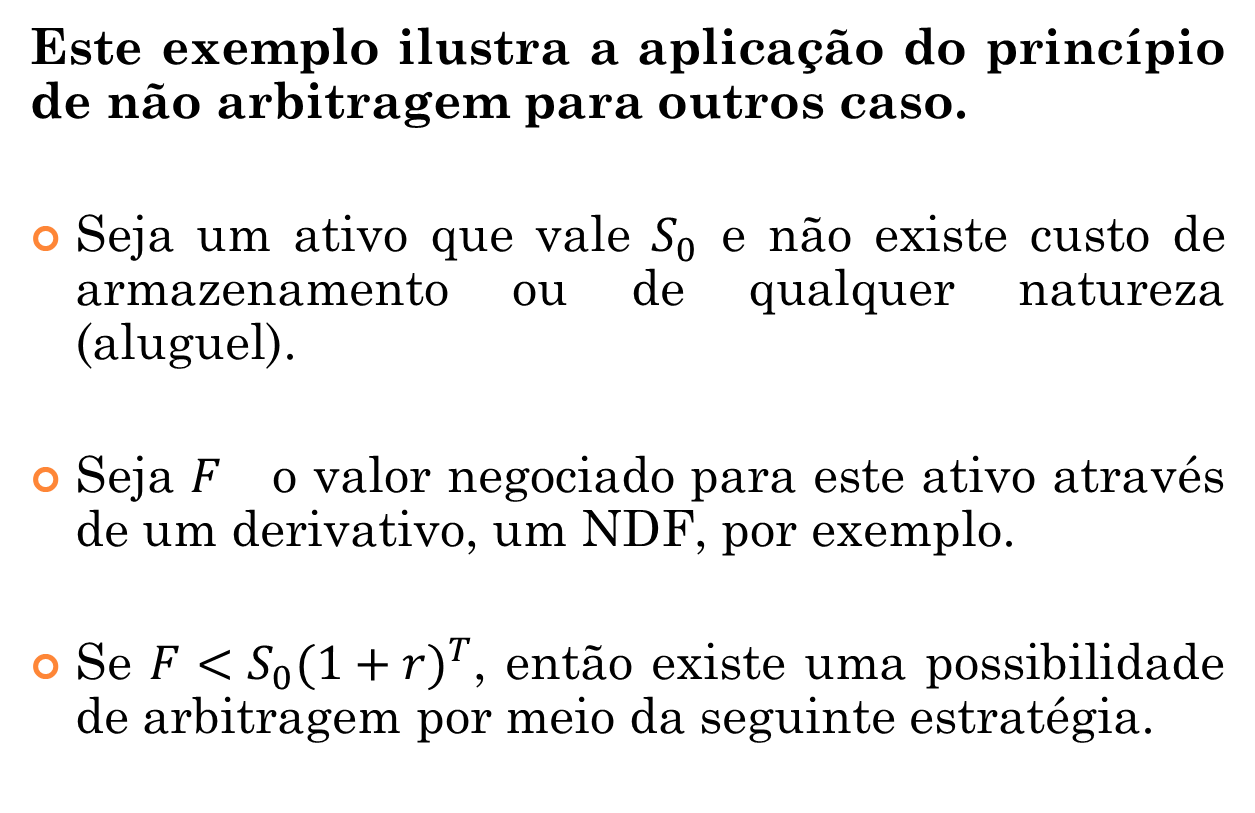 Este exemplo ilustra a aplicação do princípio
de não arbitragem para outros caso.
Seja um ativo que vale S₀ e não existe custo de
armazenamento ou de qualquer natureza
(aluguel).
Seja F o valor negociado para este ativo através
de um derivativo, um NDF, por exemplo.
Se F < S₀(1 + r)ᵀ, então existe uma possibilidade
de arbitragem por meio da seguinte estratégia.